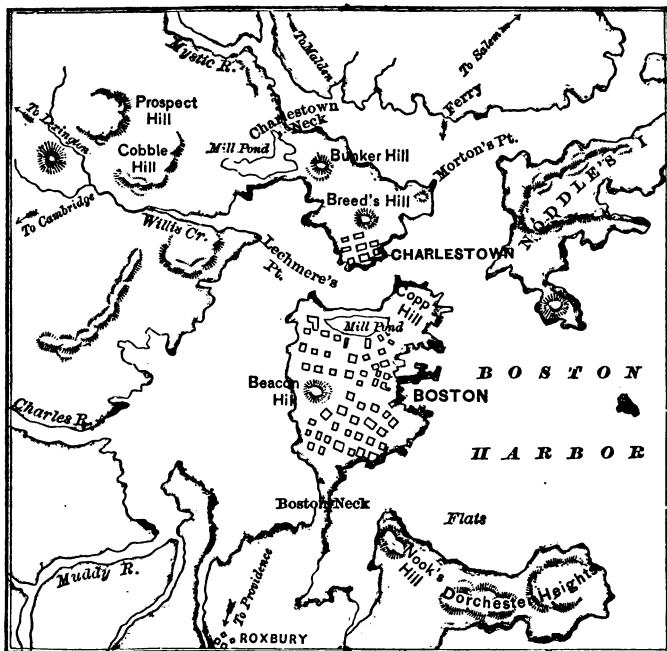 To Malden
To Salem
Mystic R.
Ferry
Prospect
Hill
Charlestown
Neck
To Lexington
Cobble
Hill
Mill Pond
Bunker Hill
Morton's Pt.
NODDLE'S I
Breed's Hill
To Cambridge
Willis Cr.
CHARLESTOWN
Lechmere's
Pt.
Copp
Hill
Mill Pond
BOSTON
Beacon
Hill
BOSTON
Charles R.
HARBOR
Boston Neck
Flats
Nook's
Hill
Muddy R.
Dorchester Heights
To Providence
ROXBURY